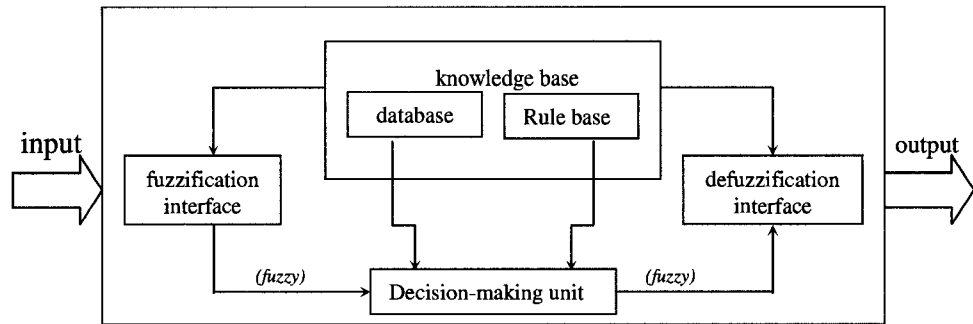 knowledge base
database
Rule base
input
output
fuzzification
interface
defuzzification
interface
(fuzzy)
(fuzzy)
Decision-making unit